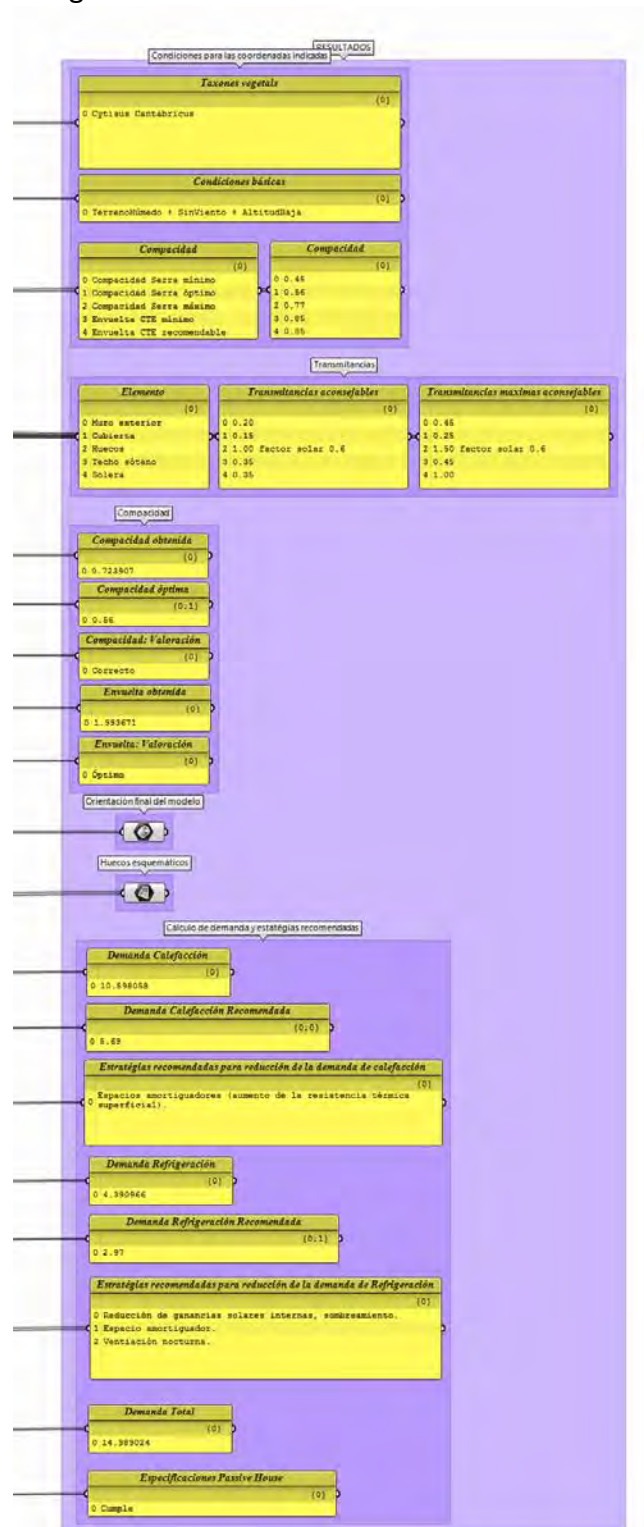 RESULTADOS
Condiciones para las coordenadas indicadas
Taxones vegetals
{0}
0 Cytisus Cantábricus
Condiciones básicas
{0}
0 TerrenoHúmedo + SinViento + AltitudBaja
Compacidad
{0}
0 Compacidad Serra mínimo
1 Compacidad Serra óptimo
2 Compacidad Serra máximo
3 Envuelta CTE mínimo
4 Envuelta CTE recomendable
Compacidad
{0}
0 0.45
1 0.56
2 0.77
3 0.85
4 0.85
Transmitancias
Elemento
{0}
0 Muro exterior
1 Cubierta
2 Huecos
3 Techo sótano
4 Solera
Transmitancias aconsejables
{0}
0 0.20
1 0.15
2 1.00 factor solar 0.6
3 0.35
4 0.35
Transmitancias maximas aconsejables
{0}
0 0.45
1 0.25
2 1.50 factor solar 0.6
3 0.45
4 1.00
Compacidad
Compacidad obtenida
{0}
0 0.723907
Compacidad óptima
{0;1}
0 0.56
Compacidad: Valoración
{0}
0 Correcto
Envuelta obtenida
{0}
0 1.593671
Envuelta: Valoración
{0}
0 Óptimo
Orientación final del modelo
Huecos esquemáticos
Cálculo de demanda y estatégias recomendadas
Demanda Calefacción
{0}
0 10.598058
Demanda Calefacción Recomendada
{0;0}
0 5.69
Estratégias recomendadas para reducción de la demanda de calefacción
{0}
0 Espacios amortiguadores (aumento de la resistencia térmica
superficial).
Demanda Refrigeración
{0}
0 4.390966
Demanda Refrigeración Recomendada
{0;1}
0 2.97
Estratégias recomendadas para reducción de la demanda de Refrigeración
{0}
0 Reducción de ganancias solares internas, sombreamiento.
1 Espacio amortiguador.
2 Ventiación nocturna.
Demanda Total
{0}
0 14.989024
Especificaciones Passive House
{0}
0 Cumple